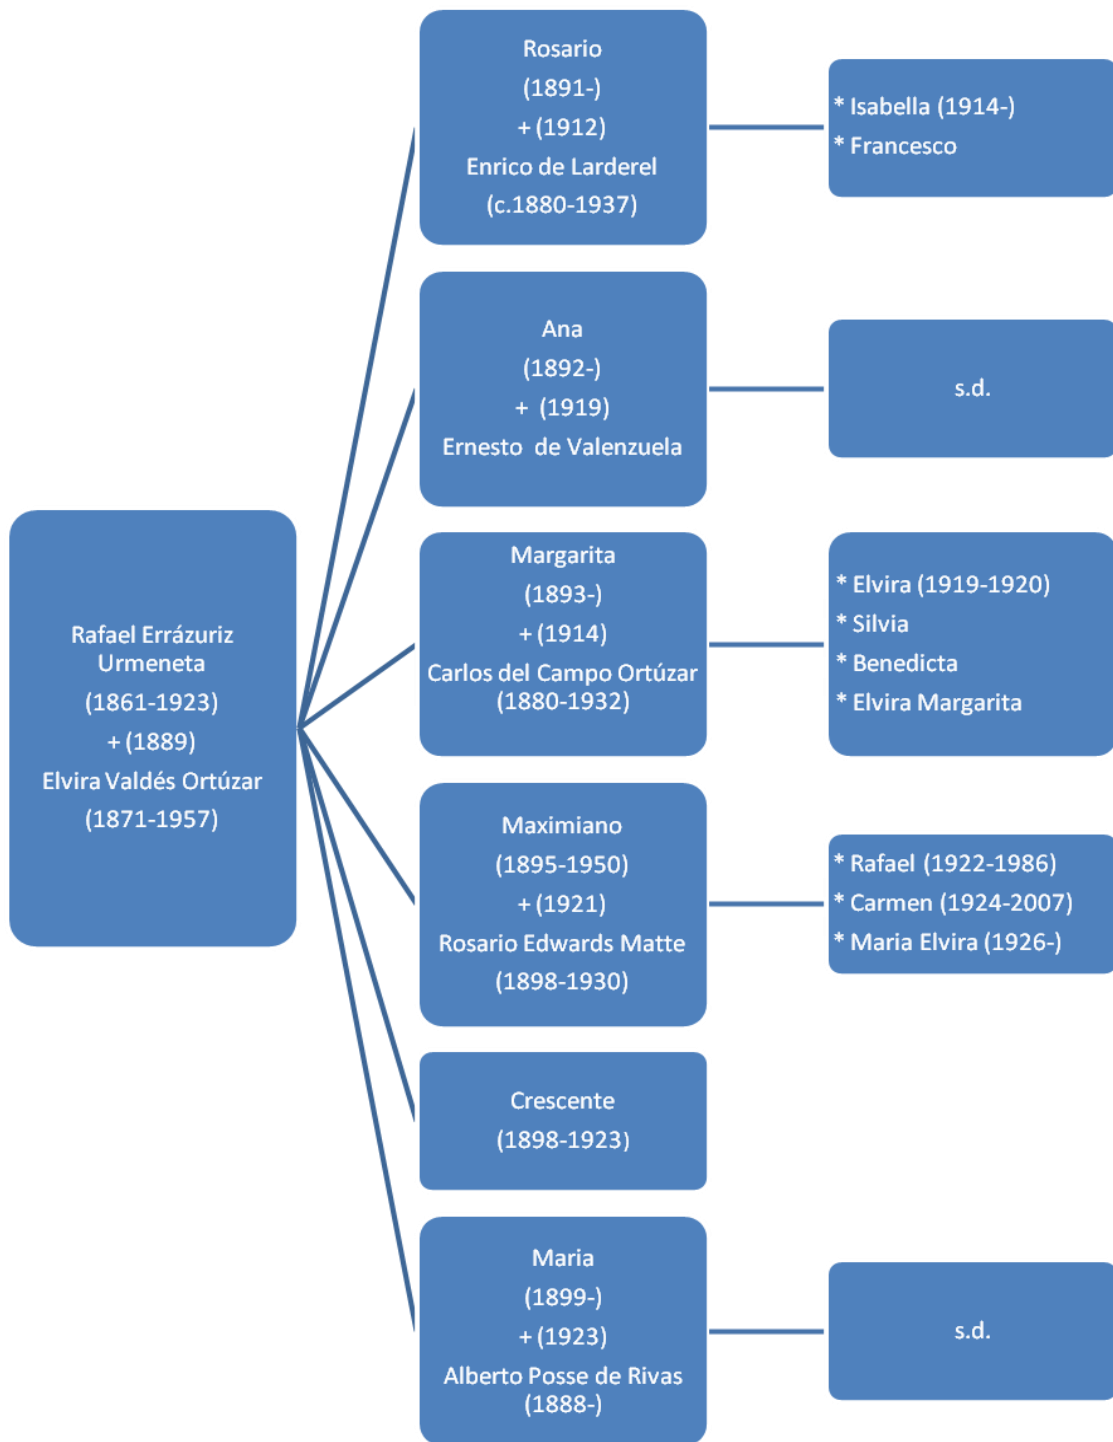 Rafael Errázuriz
Urmeneta
(1861-1923)
+ (1889)
Elvira Valdés Ortúzar
(1871-1957)
Rosario
(1891-)
+ (1912)
Enrico de Larderel
(c.1880-1937)
* Isabella (1914-)
* Francesco
Ana
(1892-)
+ (1919)
Ernesto de Valenzuela
s.d.
Margarita
(1893-)
+ (1914)
Carlos del Campo Ortúzar
(1880-1932)
* Elvira (1919-1920)
* Silvia
* Benedicta
* Elvira Margarita
Maximiano
(1895-1950)
+ (1921)
Rosario Edwards Matte
(1898-1930)
* Rafael (1922-1986)
* Carmen (1924-2007)
* Maria Elvira (1926-)
Crescente
(1898-1923)
Maria
(1899-)
+ (1923)
Alberto Posse de Rivas
(1888-)
s.d.